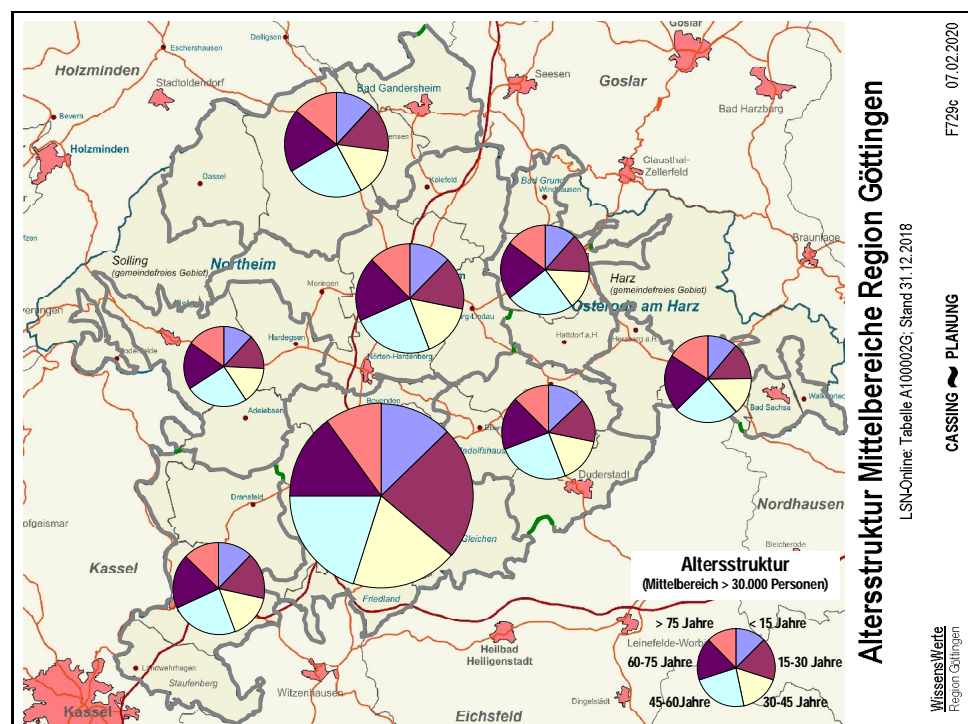 Delligsen
Goslar
Eschershausen
Holzminden
Stadtoldendorf
Seesen
Goslar
Bad Gandersheim
Bad Harzburg
Bevern
Holzminden
Clausthal-
Zellerfeld
Dassel
Kalefeld
Bad Grund
Windhausen
Braunlage
Solling
(gemeindefreies Gebiet)
Northeim
Harz
(gemeindefreies Gebiet)
Moringen
Osterode am Harz
Hardegsen
Hattdorf a.H.
Herzberg a.H.
Nörten-Hardenberg
Adelebsen
Bovenden
Bad Sachsa
Duderstadt
Dransfeld
Nordhausen
Gleichen
Bleicherode
Kassel
Friedland
Landwehrhagen
Staufenberg
Witzenhausen
Heilbad
Heiligenstadt
Kassel
Eichsfeld
Dingelstädt
Altersstruktur
(Mittelbereich > 30.000 Personen)
> 75 Jahre
< 15 Jahre
60-75 Jahre
15-30 Jahre
45-60Jahre
30-45 Jahre
Altersstruktur Mittelbereiche Region Göttingen
LSN-Online: Tabelle A100002G; Stand 31.12.2018
F729c 07.02.2020
CASSING ~ PLANUNG
WissensWerte
Region Göttingen